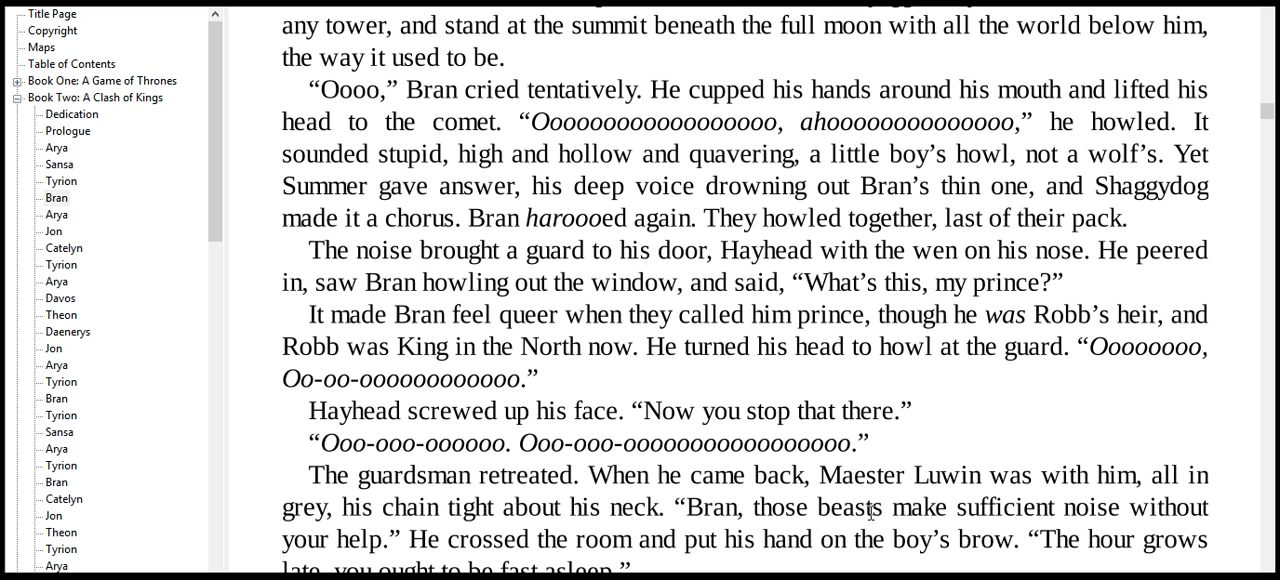 Title Page
Copyright
Maps
Table of Contents
Book One: A Game of Thrones
Book Two: A Clash of Kings
Dedication
Prologue
Arya
Sansa
Tyrion
Bran
Arya
Jon
Catelyn
Tyrion
Arya
Davos
Theon
Daenerys
Jon
Arya
Tyrion
Bran
Tyrion
Sansa
Arya
Tyrion
Bran
Catelyn
Jon
Theon
Tyrion
Arya
any tower, and stand at the summit beneath the full moon with all the world below him,
the way it used to be.
“Oooo,” Bran cried tentatively. He cupped his hands around his mouth and lifted his
head to the comet. “Ooooooooooooooooo, ahooooooooooooooo,” he howled. It
sounded stupid, high and hollow and quavering, a little boy’s howl, not a wolf’s. Yet
Summer gave answer, his deep voice drowning out Bran’s thin one, and Shaggydog
made it a chorus. Bran haroooed again. They howled together, last of their pack.
The noise brought a guard to his door, Hayhead with the wen on his nose. He peered
in, saw Bran howling out the window, and said, “What’s this, my prince?”
It made Bran feel queer when they called him prince, though he was Robb’s heir, and
Robb was King in the North now. He turned his head to howl at the guard. “Oooooooo,
Oo-oo-oooooooooooo.”
Hayhead screwed up his face. “Now you stop that there.”
“Ooo-ooo-oooooo. Ooo-ooo-ooooooooooooooooo.”
The guardsman retreated. When he came back, Maester Luwin was with him, all in
grey, his chain tight about his neck. “Bran, those beasts make sufficient noise without
your help.” He crossed the room and put his hand on the boy’s brow. “The hour grows
late, you ought to be fast asleep.”